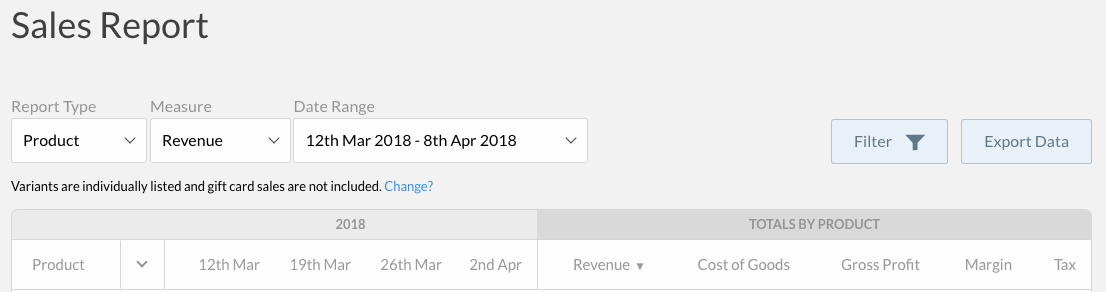 Sales Report
Report Type Measure Date Range
Product Revenue 12th Mar 2018 - 8th Apr 2018 Filter Export Data
Variants are individually listed and gift card sales are not included. Change?
2018 TOTALS BY PRODUCT
Product 12th Mar 19th Mar 26th Mar 2nd Apr Revenue ▼ Cost of Goods Gross Profit Margin Tax